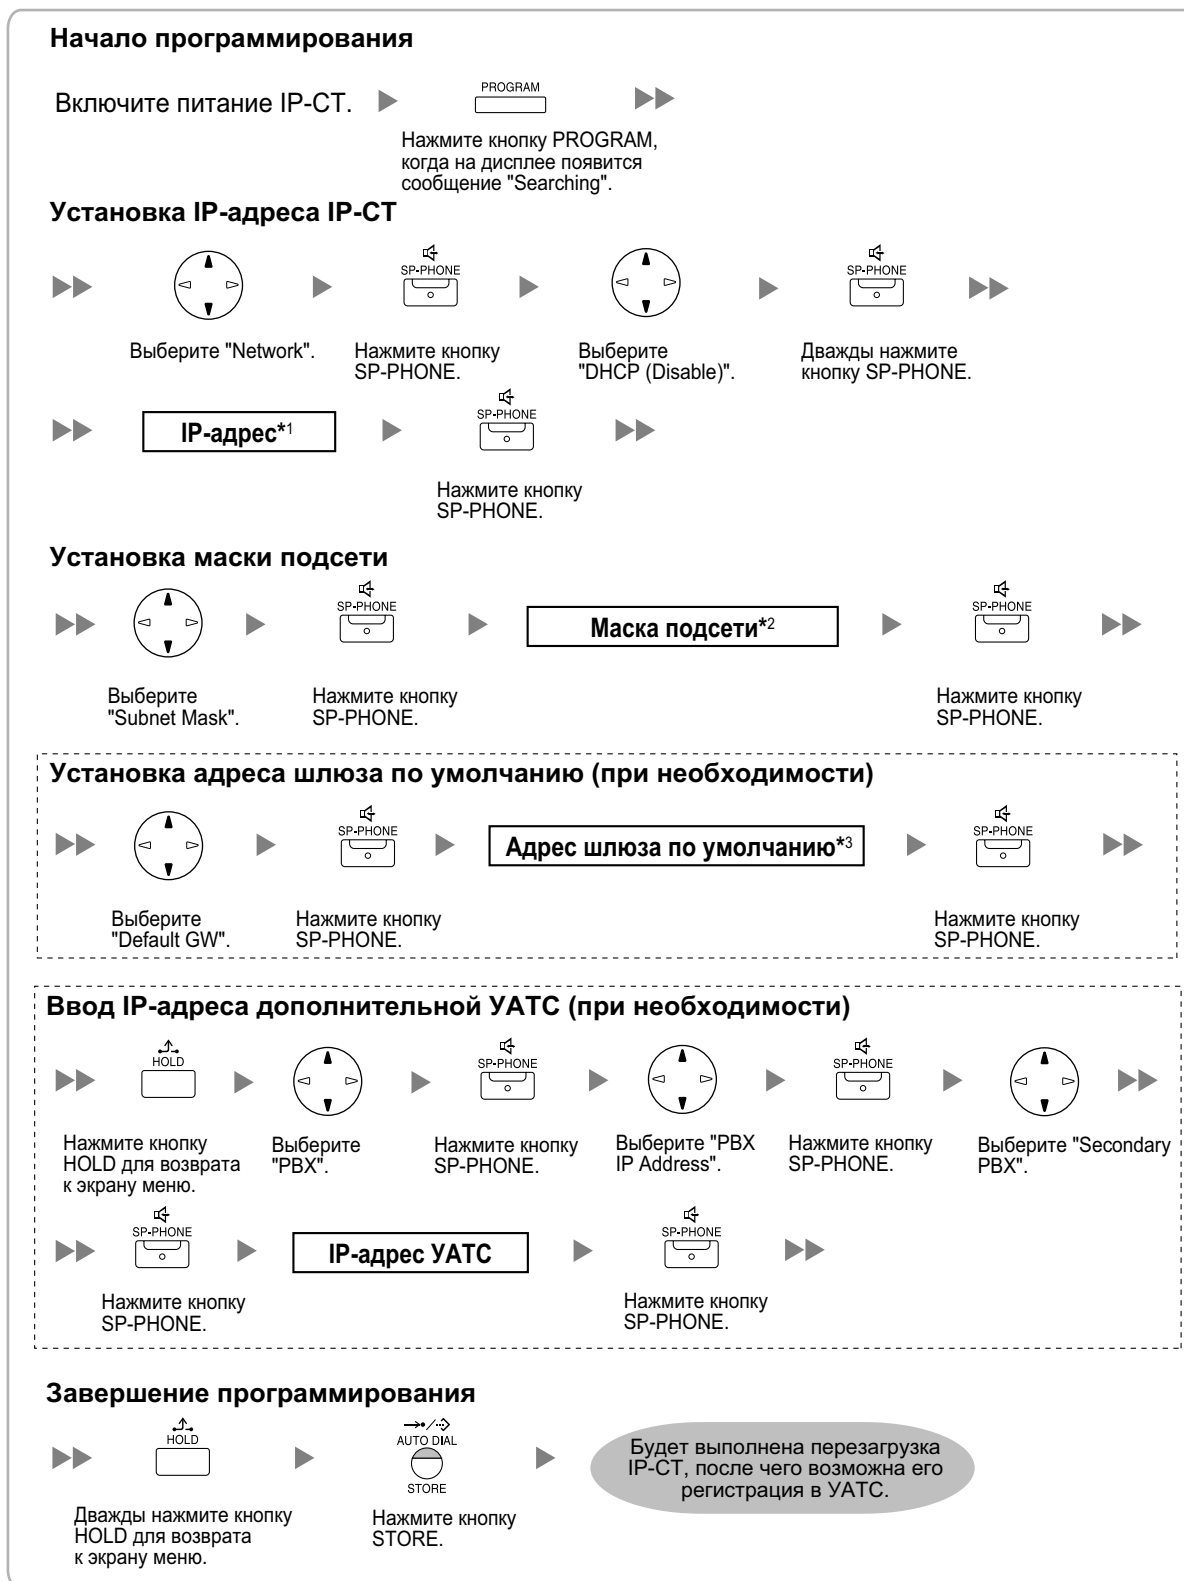 Начало программирования
Включите питание IP-СТ.
PROGRAM
Нажмите кнопку PROGRAM,
когда на дисплее появится
сообщение "Searching".
Установка IP-адреса IP-СТ
Выберите "Network".
SP-PHONE
Нажмите кнопку
SP-PHONE.
Выберите
"DHCP (Disable)".
SP-PHONE
Дважды нажмите
кнопку SP-PHONE.
IP-адрес*1
SP-PHONE
Нажмите кнопку
SP-PHONE.
Установка маски подсети
Выберите
"Subnet Mask".
SP-PHONE
Нажмите кнопку
SP-PHONE.
Маска подсети*2
SP-PHONE
Нажмите кнопку
SP-PHONE.
Установка адреса шлюза по умолчанию (при необходимости)
Выберите
"Default GW".
SP-PHONE
Нажмите кнопку
SP-PHONE.
Адрес шлюза по умолчанию*3
SP-PHONE
Нажмите кнопку
SP-PHONE.
Ввод IP-адреса дополнительной УАТС (при необходимости)
HOLD
Нажмите кнопку
HOLD для возврата
к экрану меню.
Выберите
"PBX".
SP-PHONE
Нажмите кнопку
SP-PHONE.
Выберите "PBX
IP Address".
SP-PHONE
Нажмите кнопку
SP-PHONE.
Выберите "Secondary
PBX".
SP-PHONE
Нажмите кнопку
SP-PHONE.
IP-адрес УАТС
SP-PHONE
Нажмите кнопку
SP-PHONE.
Завершение программирования
HOLD
Дважды нажмите кнопку
HOLD для возврата
к экрану меню.
AUTO DIAL
STORE
Нажмите кнопку
STORE.
Будет выполнена перезагрузка
IP-СТ, после чего возможна его
регистрация в УАТС.